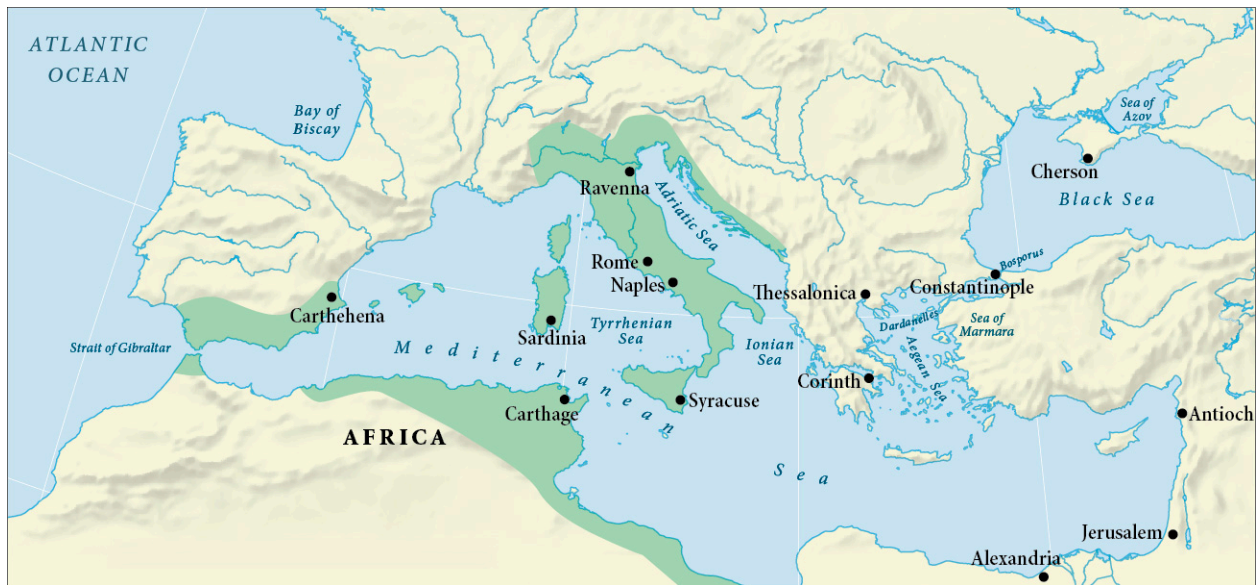 ATLANTIC
OCEAN
Bay of
Biscay
Sea of
Azov
Cherson
Black Sea
Ravenna
Adriatic Sea
Rome
Naples
Bosporus
Constantinople
Thessalonica
Dardanelles
Sea of
Marmara
Carthehena
Sardinia
Tyrrhenian
Sea
Ionian
Sea
Aegean Sea
Strait of Gibraltar
Mediterranean
Sea
Corinth
Carthage
Syracuse
Antioch
AFRICA
Jerusalem
Alexandria